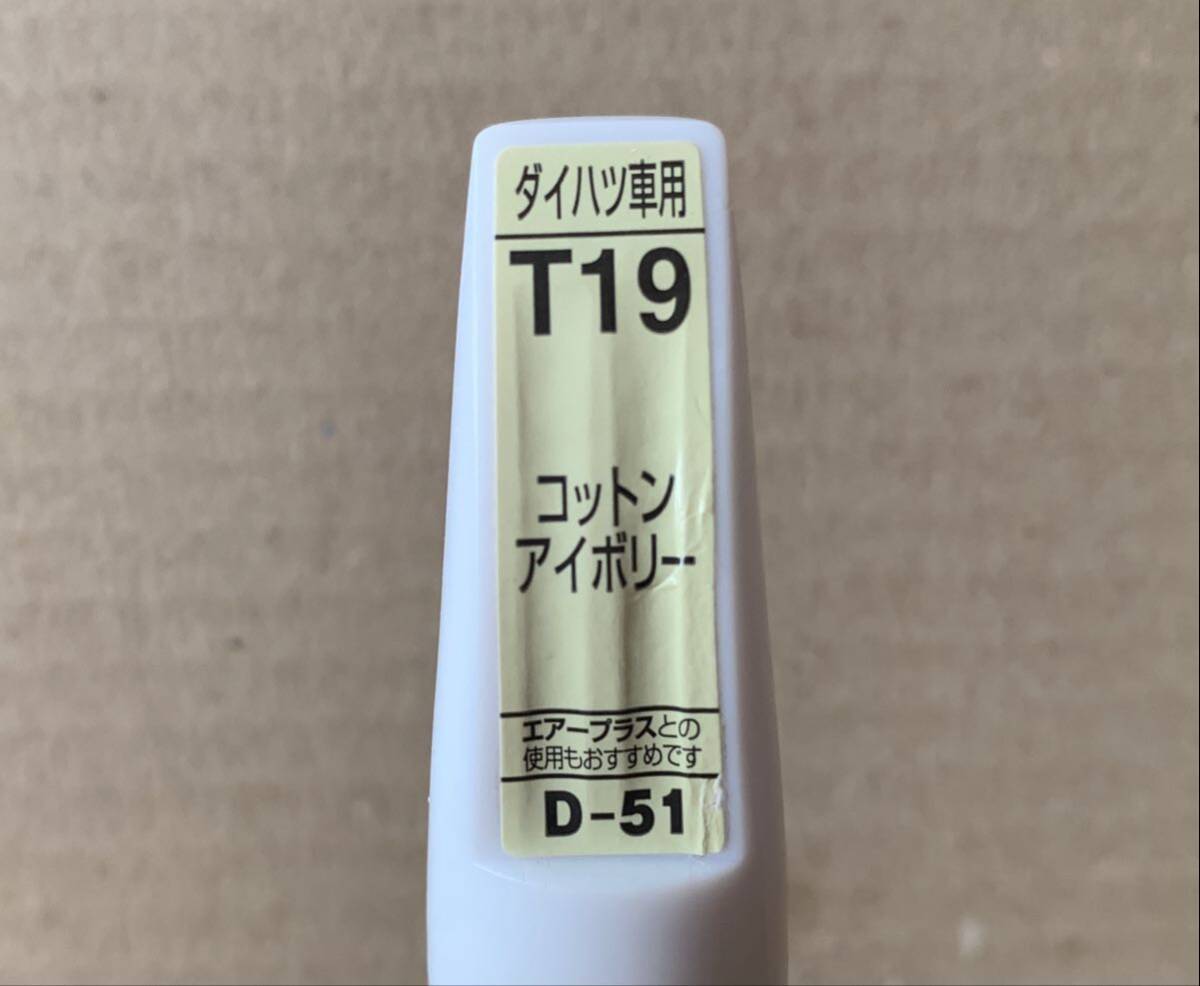 ダイハツ車用
T19
コットン
アイボリー
エアープラスとの
使用もおすすめです
D-51